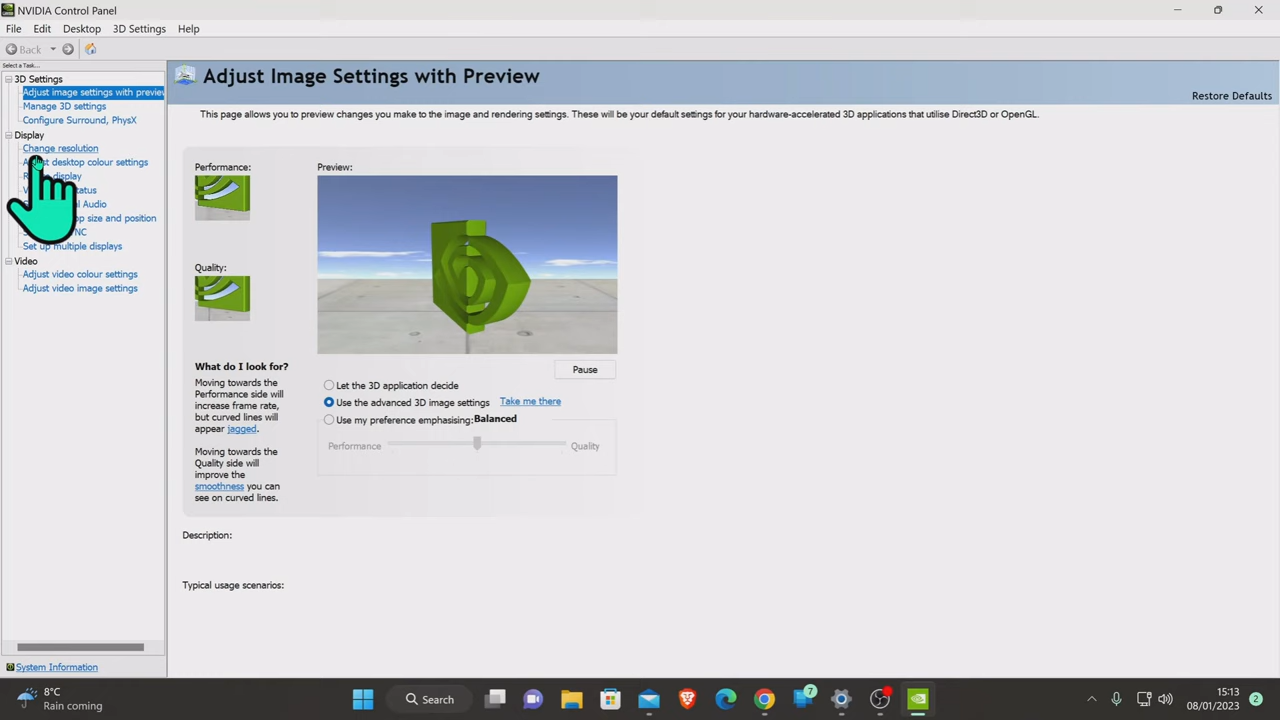 NVIDIA Control Panel
File Edit Desktop 3D Settings Help
Back
Select a Task...
3D Settings
Adjust image settings with preview
Manage 3D settings
Configure Surround, PhysX
Display
Change resolution
desktop colour settings
display
Audio
size and position
Set up multiple displays
Video
Adjust video colour settings
Adjust video image settings
System Information
Adjust Image Settings with Preview
Restore Defaults
This page allows you to preview changes you make to the image and rendering settings. These will be your default settings for your hardware-accelerated 3D applications that utilise Direct3D or OpenGL.
Performance:
Quality:
What do I look for?
Moving towards the
Performance side will
increase frame rate,
but curved lines will
appear jagged.
Moving towards the
Quality side will
improve the
smoothness you can
see on curved lines.
Preview:
Pause
Let the 3D application decide
Use the advanced 3D image settings Take me there
Use my preference emphasising: Balanced
Performance Quality
Description:
Typical usage scenarios:
8°C
Rain coming
Search
7
15:13
08/01/2023
2